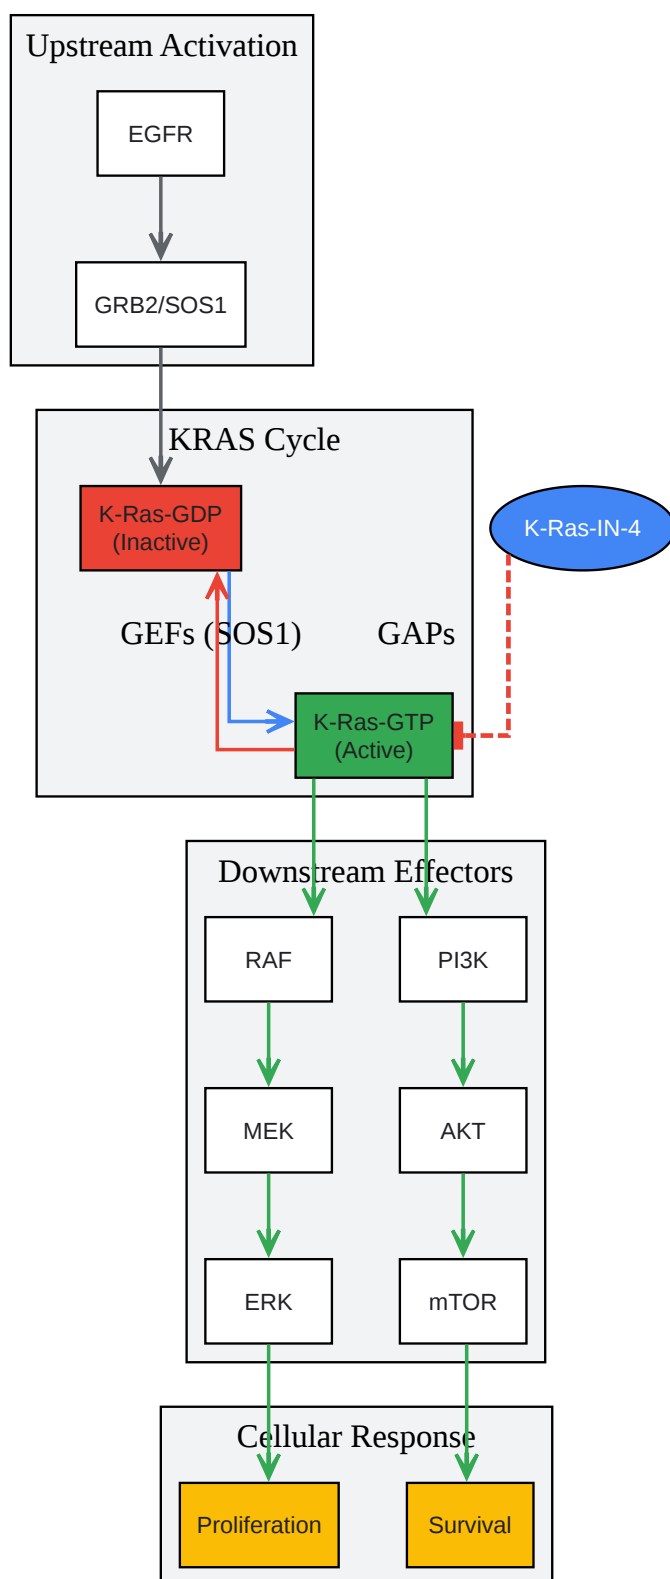 Upstream Activation
EGFR
GRB2/SOS1
KRAS Cycle
K-Ras-GDP
(Inactive)
K-Ras-IN-4
GEFs (SOS1)
GAPs
K-Ras-GTP
(Active)
Downstream Effectors
RAF
PI3K
MEK
AKT
ERK
mTOR
Cellular Response
Proliferation
Survival